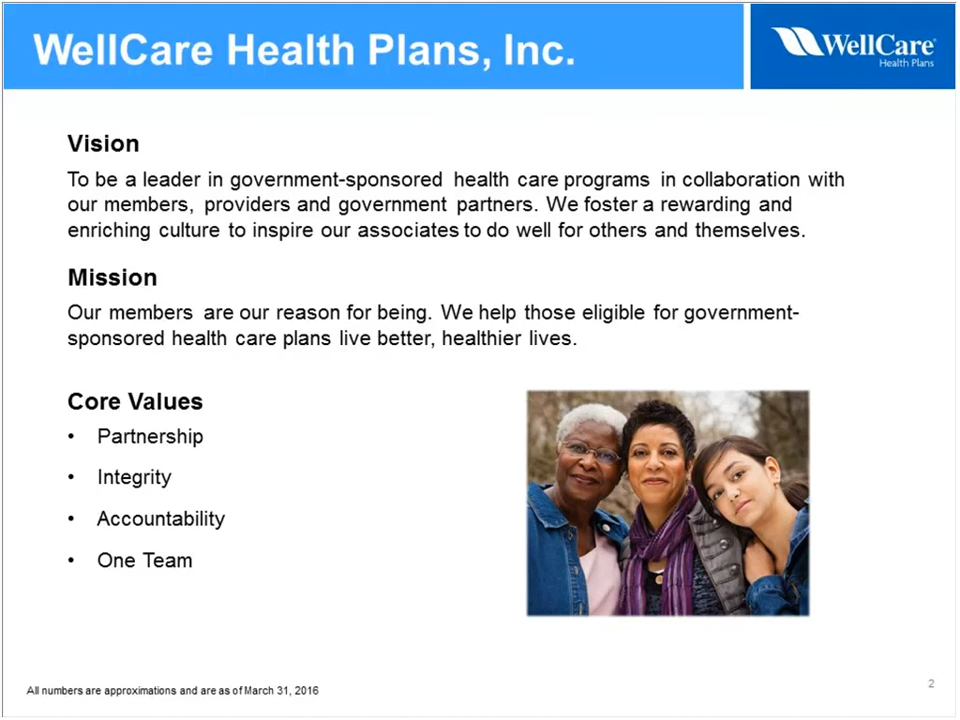 WellCare Health Plans, Inc.
WellCare®
Health Plans
Vision
To be a leader in government-sponsored health care programs in collaboration with
our members, providers and government partners. We foster a rewarding and
enriching culture to inspire our associates to do well for others and themselves.
Mission
Our members are our reason for being. We help those eligible for government-
sponsored health care plans live better, healthier lives.
Core Values
• Partnership
• Integrity
• Accountability
• One Team
All numbers are approximations and are as of March 31, 2016
2